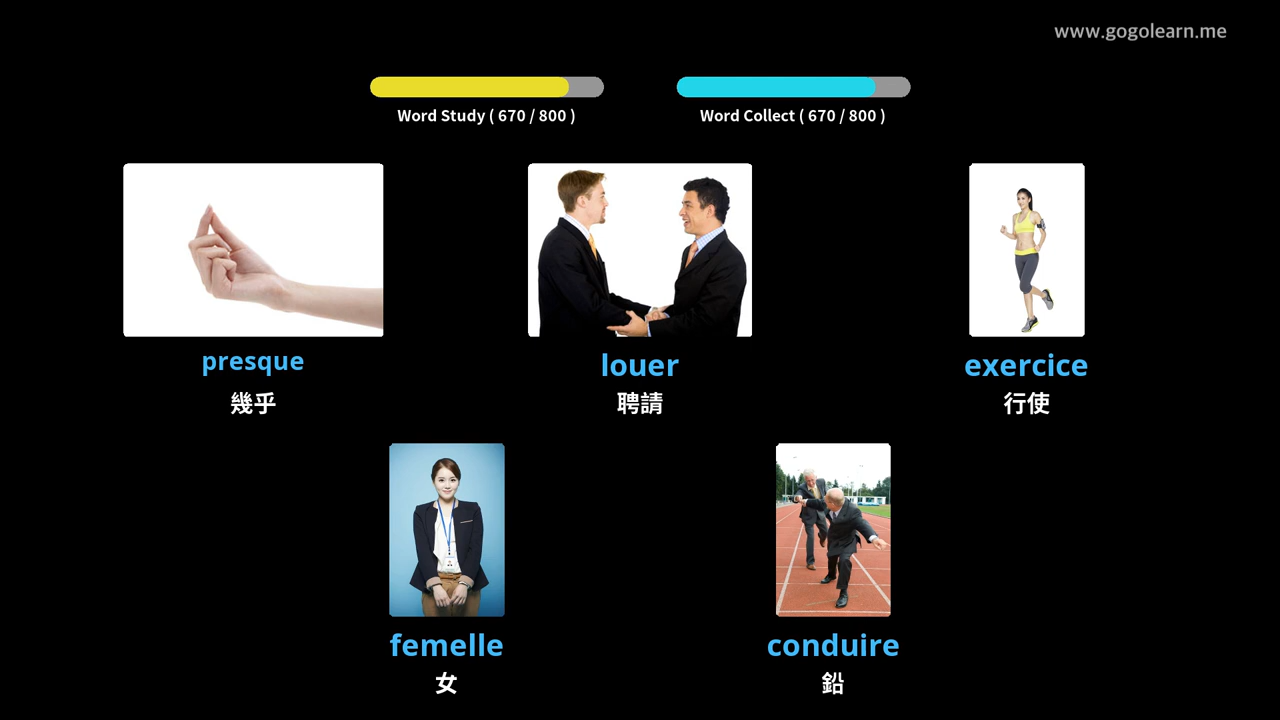 www.gogolearn.me
Word Study ( 670 / 800 )
Word Collect ( 670 / 800 )
presque
幾乎
louer
聘請
exercice
行使
femelle
女
conduire
鉛